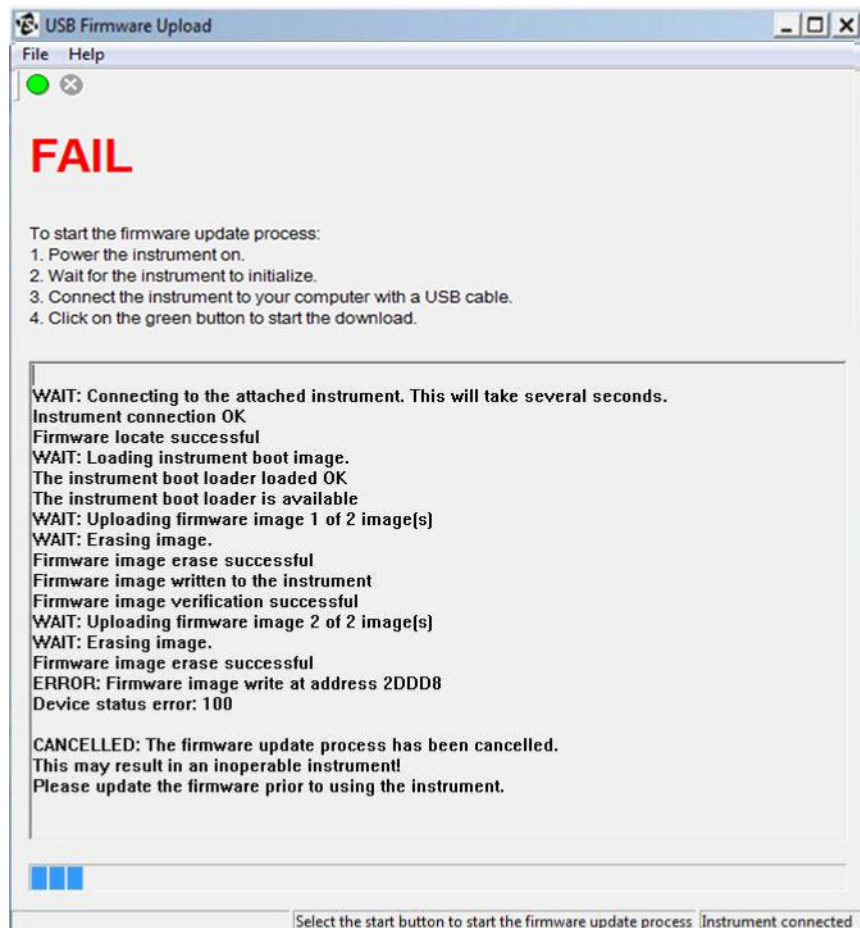 USB Firmware Upload
File Help
FAIL
To start the firmware update process:
1. Power the instrument on.
2. Wait for the instrument to initialize.
3. Connect the instrument to your computer with a USB cable.
4. Click on the green button to start the download.
WAIT: Connecting to the attached instrument. This will take several seconds.
Instrument connection OK
Firmware locate successful
WAIT: Loading instrument boot image.
The instrument boot loader loaded OK
The instrument boot loader is available
WAIT: Uploading firmware image 1 of 2 image(s)
WAIT: Erasing image.
Firmware image erase successful
Firmware image written to the instrument
Firmware image verification successful
WAIT: Uploading firmware image 2 of 2 image(s)
WAIT: Erasing image.
Firmware image erase successful
ERROR: Firmware image write at address 2DDD8
Device status error: 100
CANCELLED: The firmware update process has been cancelled.
This may result in an inoperable instrument!
Please update the firmware prior to using the instrument.
Select the start button to start the firmware update process Instrument connected